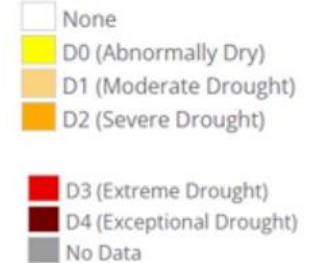 None
D0 (Abnormally Dry)
D1 (Moderate Drought)
D2 (Severe Drought)
D3 (Extreme Drought)
D4 (Exceptional Drought)
No Data